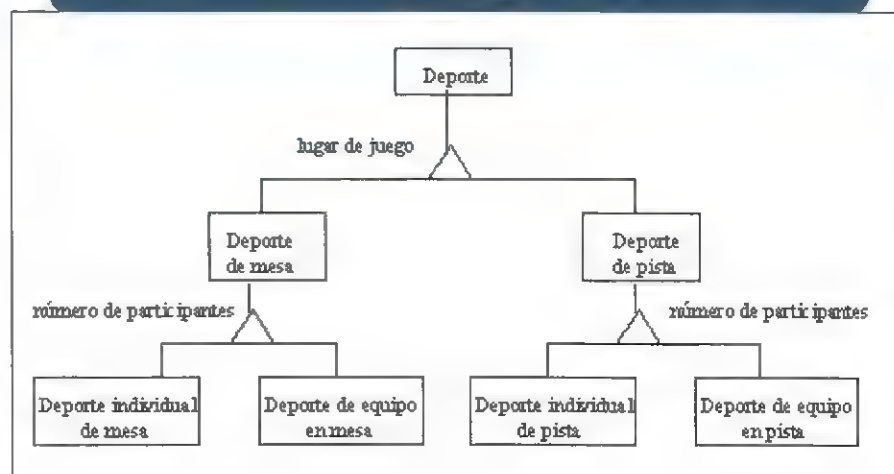 Deporte
lugar de juego
Deporte
de mesa
Deporte
de pista
número de participantes
número de participantes
Deporte individual
de mesa
Deporte de equipo
en mesa
Deporte individual
de pista
Deporte de equipo
en pista